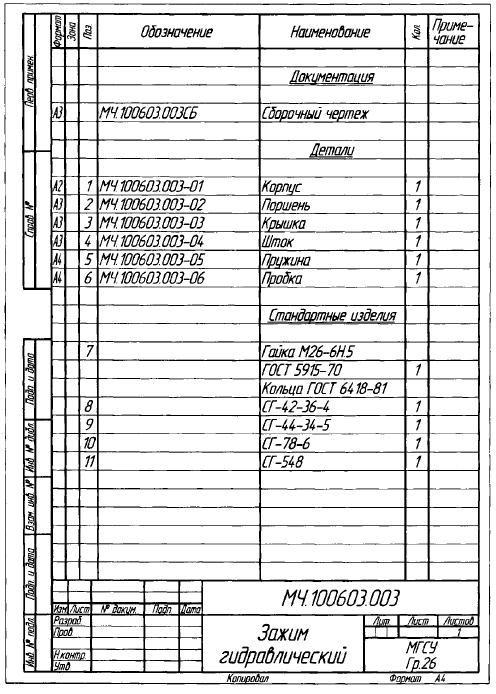 Формат Зона Поз Обозначение Наименование Кол. Приме-
чание
Документация
А3 МЧ.100603.003СБ Сборочный чертеж
Детали
А2 1 МЧ.100603.003-01 Корпус 1
А3 2 МЧ.100603.003-02 Поршень 1
А3 3 МЧ.100603.003-03 Крышка 1
А3 4 МЧ.100603.003-04 Шток 1
А4 5 МЧ.100603.003-05 Пружина 1
А4 6 МЧ.100603.003-06 Пробка 1
Стандартные изделия
7 Гайка М26-6Н.5
ГОСТ 5915-70 1
Кольца ГОСТ 6418-81
8 СГ-42-36-4 1
9 СГ-44-34-5 1
10 СГ-78-6 1
11 СГ-548 1
Перв. примен.
Справ. №
Подп. и дата
Инв. № дубл.
Взам. инв. №
Подп. и дата
Инв. № подл.
МЧ.100603.003
Изм. Лист № докум. Подп. Дата
Разраб.
Пров.
Н.контр.
Утв.
Зажим
гидравлический
Лит. Лист Листов
1
МГСУ
Гр.26
Копировал Формат А4